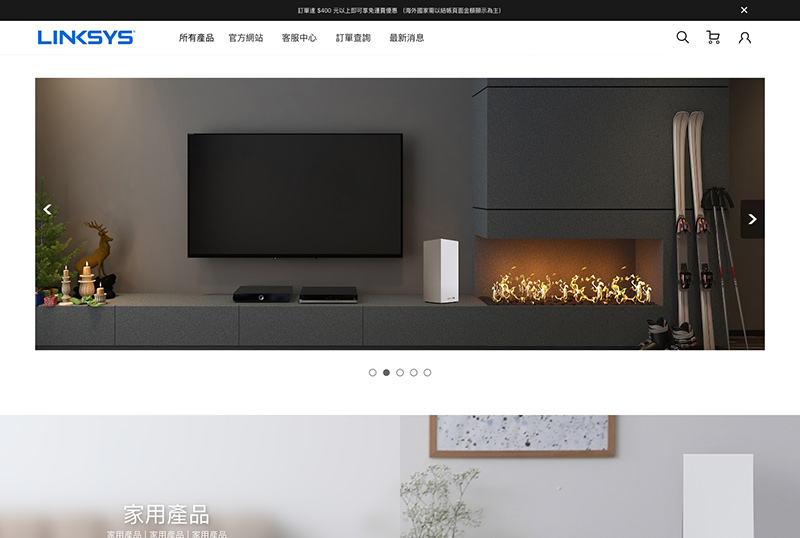 訂單達 $400 元以上即可享免運費優惠 （海外國家需以結帳頁面金額顯示為主）
LINKSYS
所有產品 官方網站 客服中心 訂單查詢 最新消息
家用產品
家用產品 | 家用產品 | 家用產品